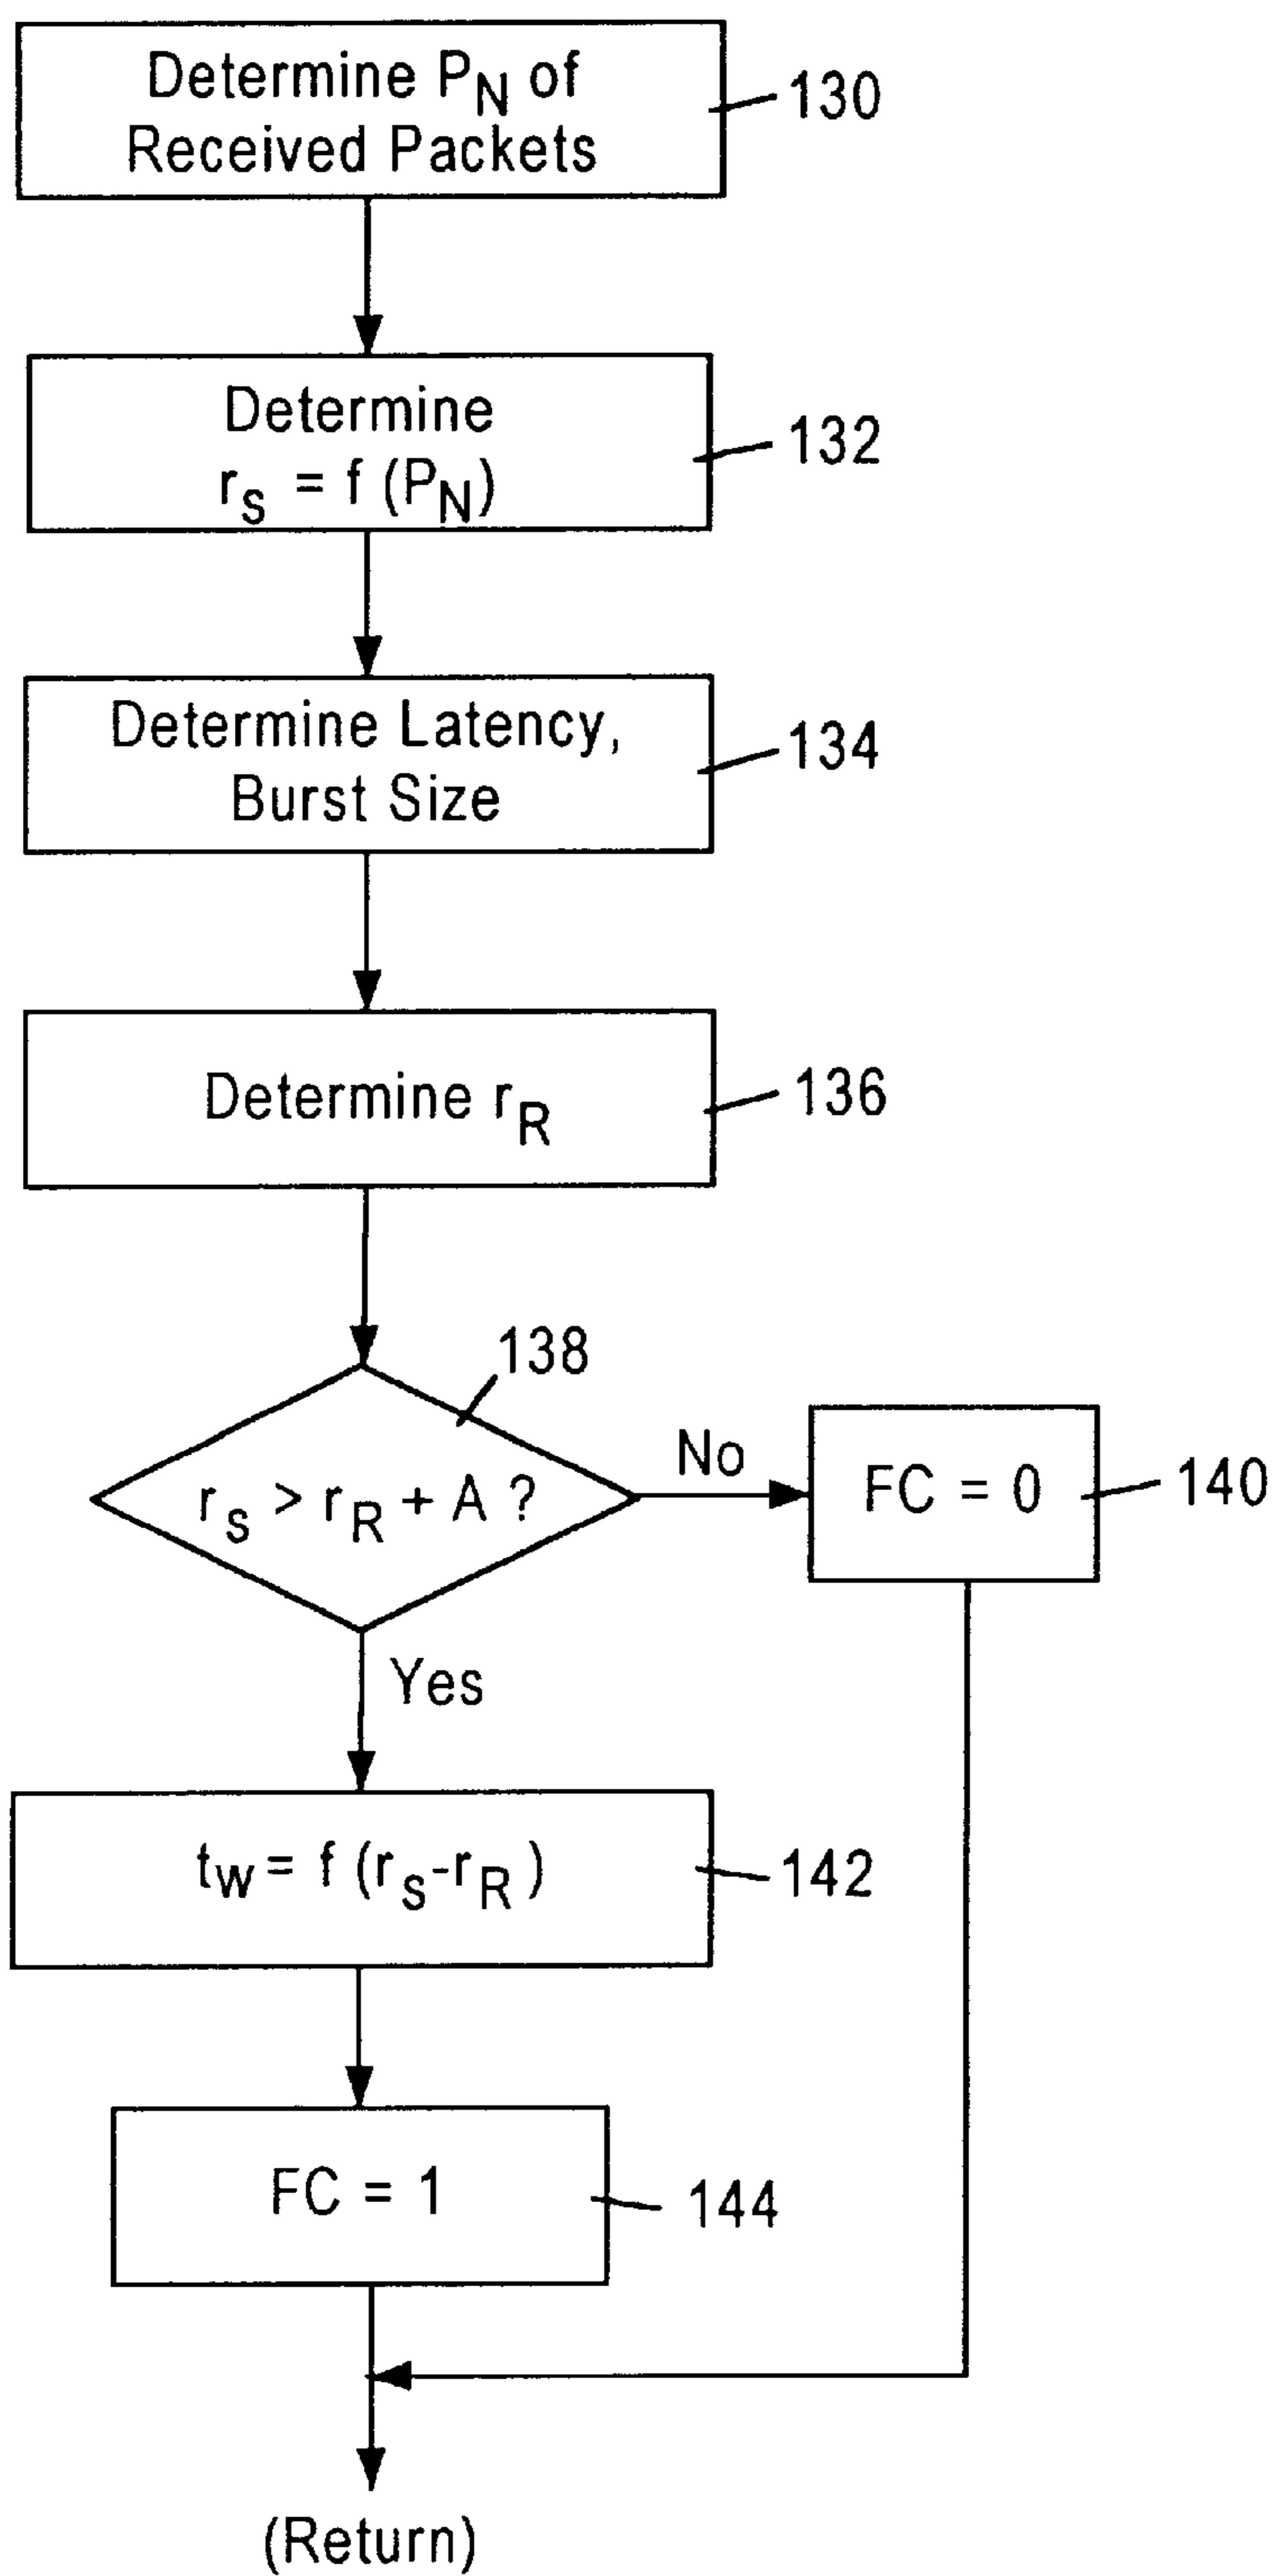 Determine P_N of
Received Packets
130
Determine
r_s = f (P_N)
132
Determine Latency,
Burst Size
134
Determine r_R
136
138
r_s > r_R + A ?
No
FC = 0
140
Yes
t_w = f (r_s-r_R)
142
FC = 1
144
(Return)